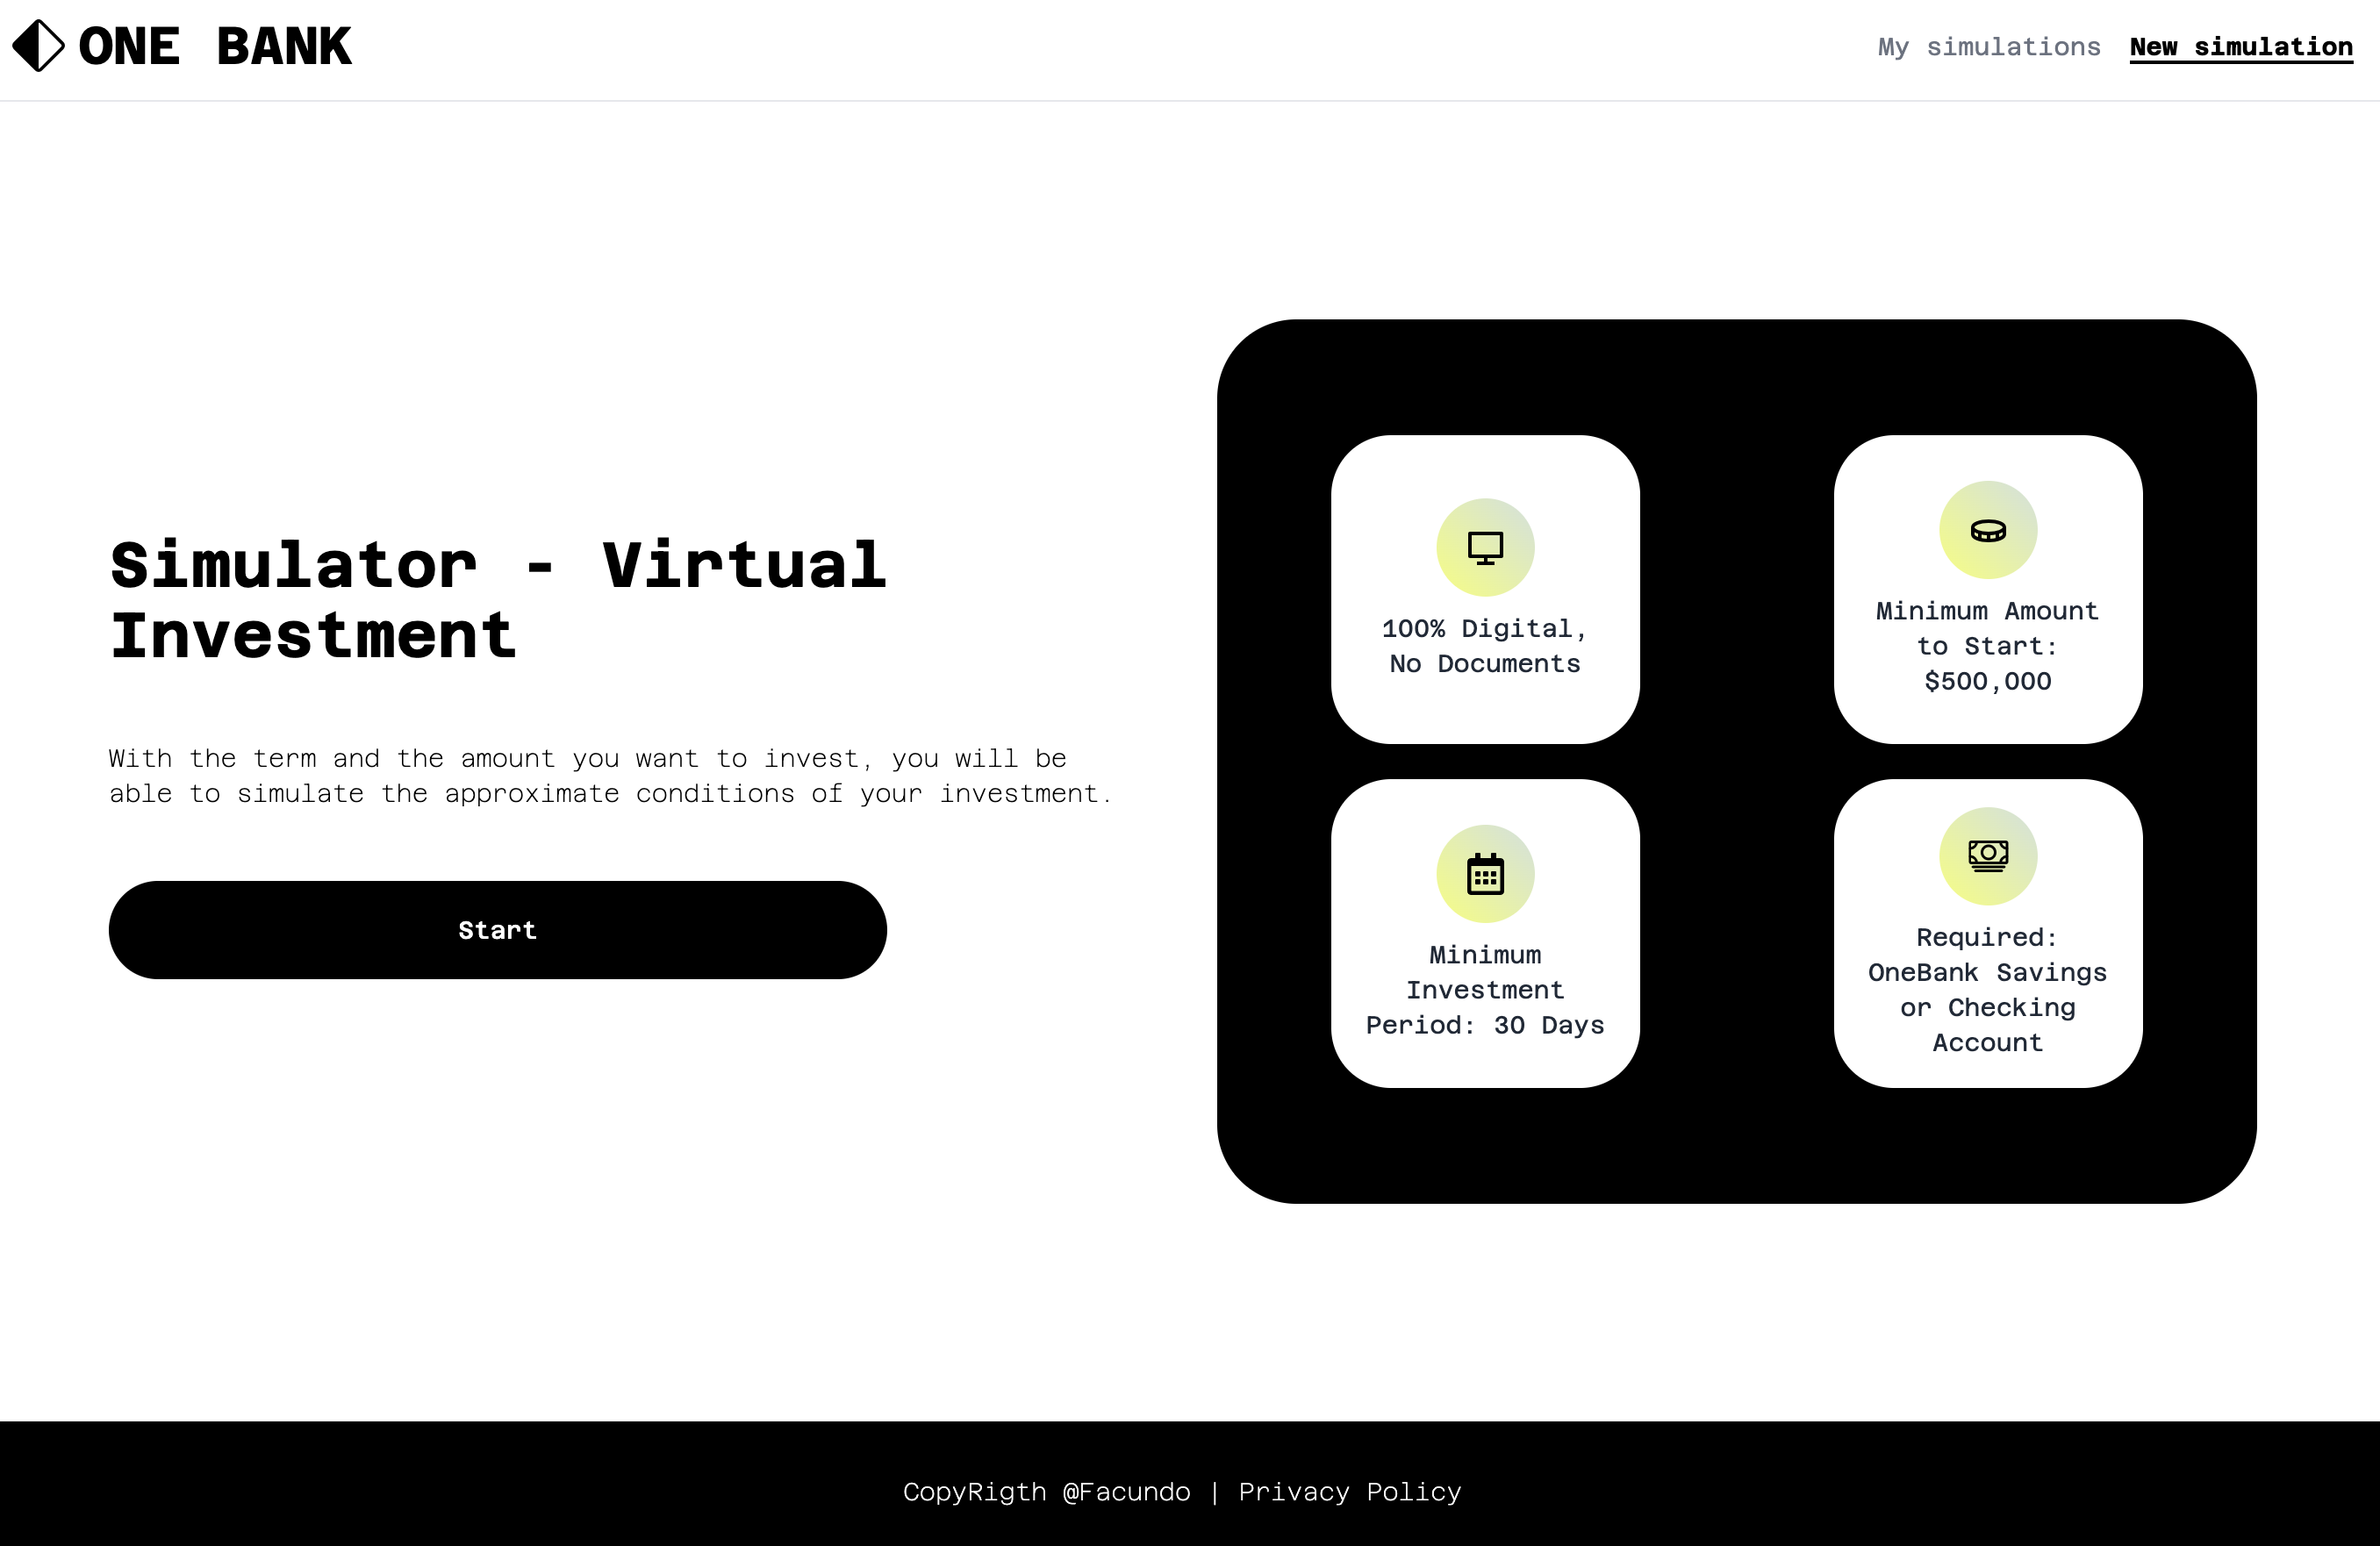 ONE BANK
My simulations
New simulation
Simulator - Virtual
Investment
With the term and the amount you want to invest, you will be
able to simulate the approximate conditions of your investment.
Start
100% Digital,
No Documents
Minimum Amount
to Start:
$500,000
Minimum
Investment
Period: 30 Days
Required:
OneBank Savings
or Checking
Account
CopyRigth @Facundo | Privacy Policy